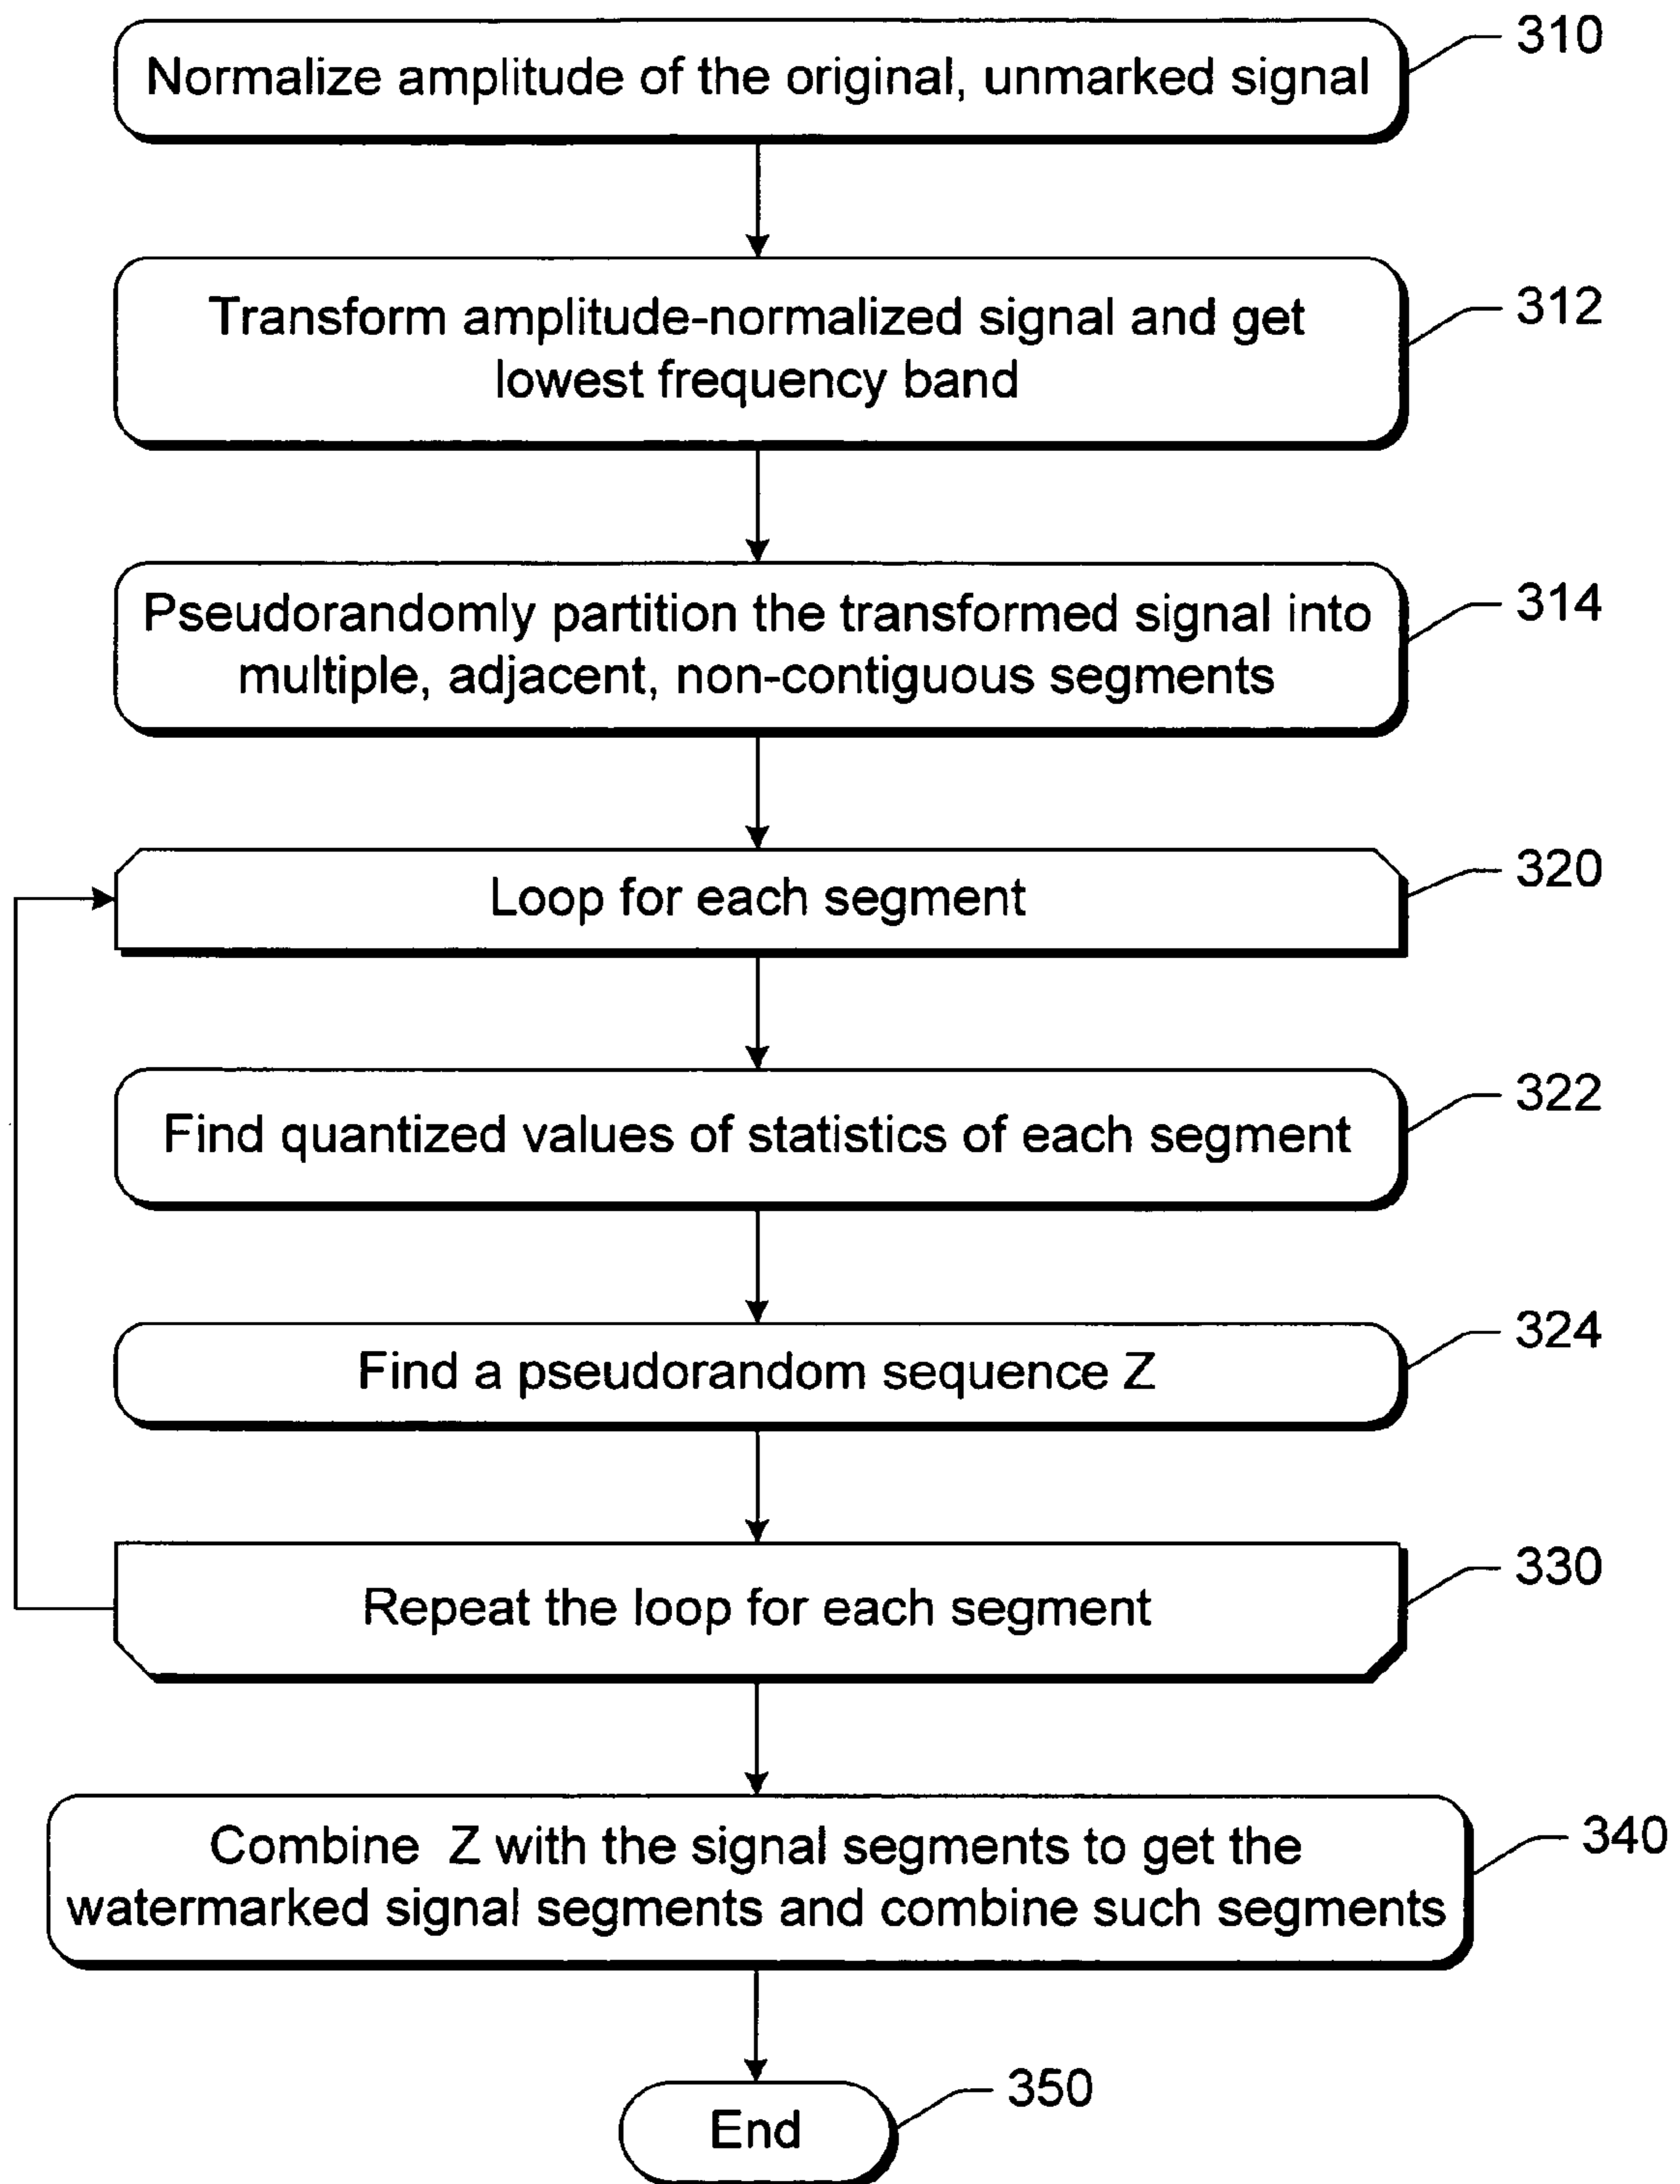 310
Normalize amplitude of the original, unmarked signal
312
Transform amplitude-normalized signal and get
lowest frequency band
314
Pseudorandomly partition the transformed signal into
multiple, adjacent, non-contiguous segments
320
Loop for each segment
322
Find quantized values of statistics of each segment
324
Find a pseudorandom sequence Z
330
Repeat the loop for each segment
340
Combine Z with the signal segments to get the
watermarked signal segments and combine such segments
350
End